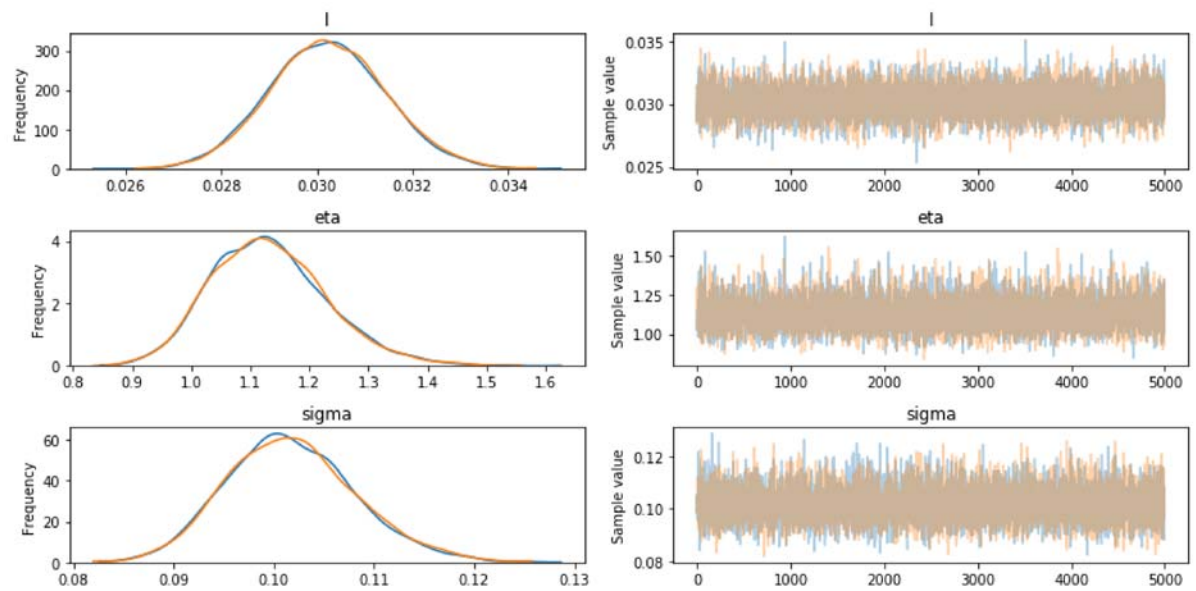 l
l
Frequency
300
200
100
0
0.026 0.028 0.030 0.032 0.034
Sample value
0.035
0.030
0.025
0 1000 2000 3000 4000 5000
eta
eta
Frequency
4
2
0
0.8 0.9 1.0 1.1 1.2 1.3 1.4 1.5 1.6
Sample value
1.50
1.25
1.00
0 1000 2000 3000 4000 5000
sigma
sigma
Frequency
60
40
20
0
0.08 0.09 0.10 0.11 0.12 0.13
Sample value
0.12
0.10
0.08
0 1000 2000 3000 4000 5000